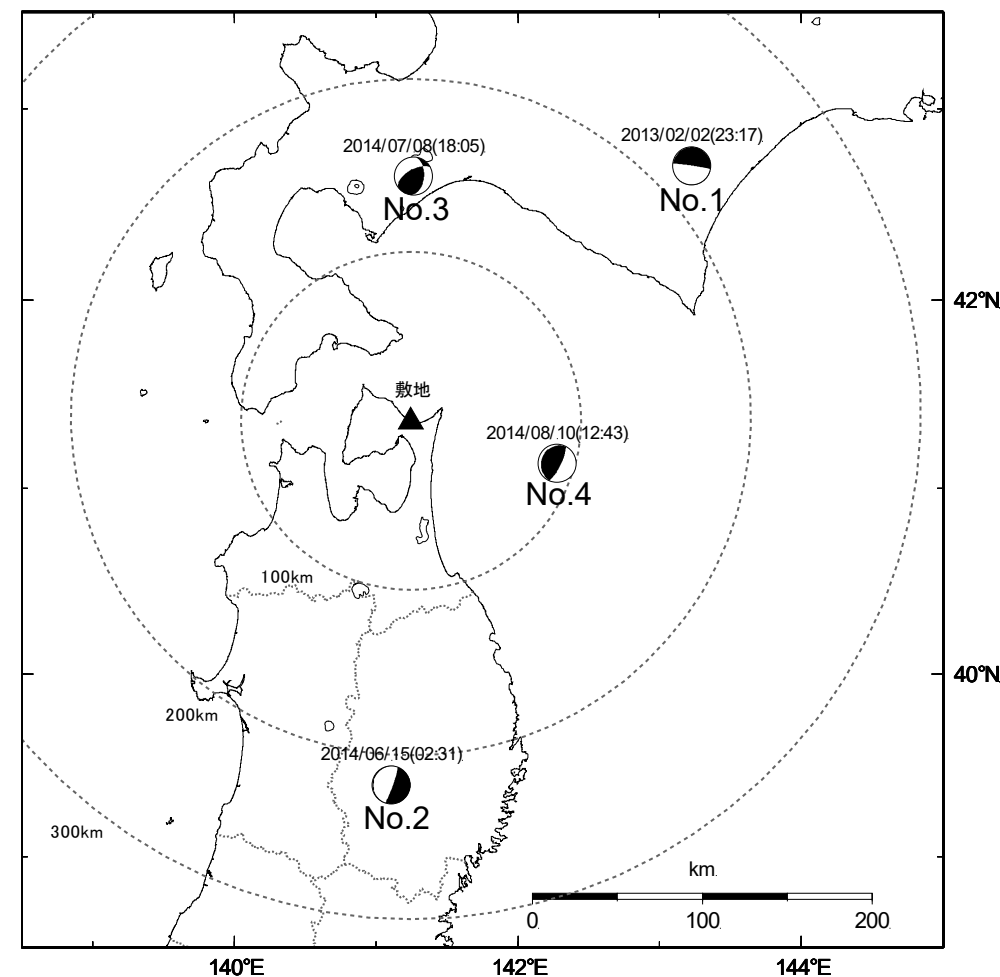 2013/02/02(23:17)
No.1
2014/07/08(18:05)
No.3
42°N
敷地
2014/08/10(12:43)
No.4
100km
40°N
200km
2014/06/15(02:31)
No.2
300km
km
0 100 200
140°E 142°E 144°E